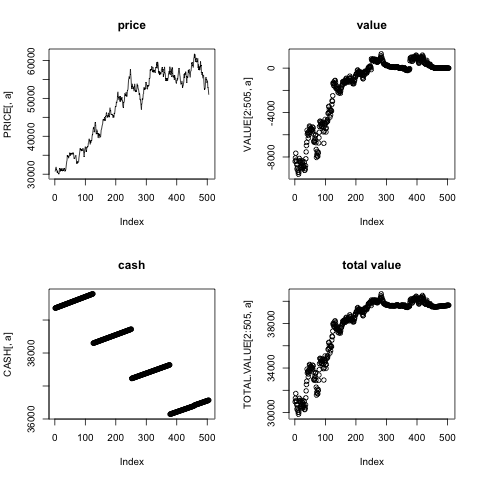 price
PRICE[, a]
30000
40000
50000
60000
0 100 200 300 400 500
Index
value
VALUE[2:505, a]
-8000
-4000
0
0 100 200 300 400 500
Index
cash
CASH[, a]
36000
38000
0 100 200 300 400 500
Index
total value
TOTAL.VALUE[2:505, a]
30000
34000
38000
0 100 200 300 400 500
Index